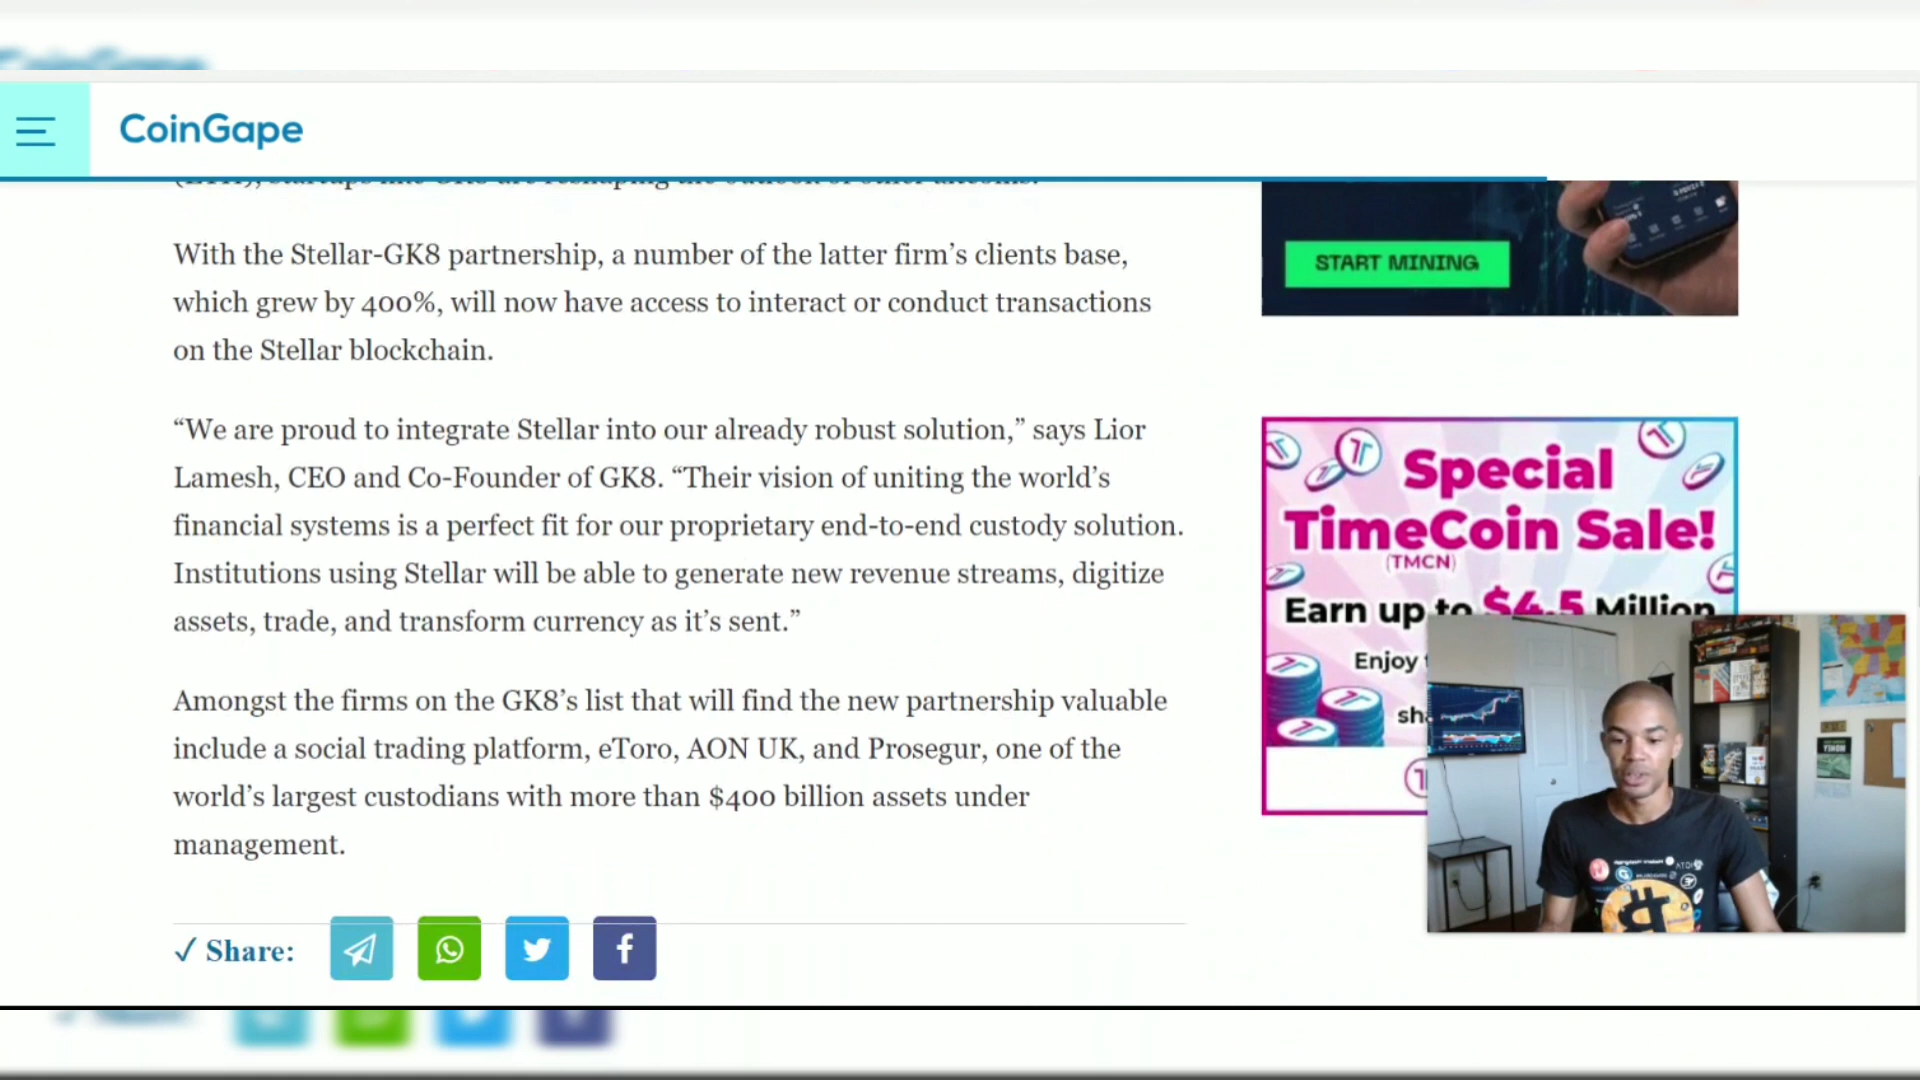 CoinGape
With the Stellar-GK8 partnership, a number of the latter firm’s clients base,
which grew by 400%, will now have access to interact or conduct transactions
on the Stellar blockchain.
“We are proud to integrate Stellar into our already robust solution,” says Lior
Lamesh, CEO and Co-Founder of GK8. “Their vision of uniting the world’s
financial systems is a perfect fit for our proprietary end-to-end custody solution.
Institutions using Stellar will be able to generate new revenue streams, digitize
assets, trade, and transform currency as it’s sent.”
Amongst the firms on the GK8’s list that will find the new partnership valuable
include a social trading platform, eToro, AON UK, and Prosegur, one of the
world’s largest custodians with more than $400 billion assets under
management.
✓ Share:
START MINING
Special
TimeCoin Sale!
(TMCN)
Earn up to $4.5 Million
Enjoy